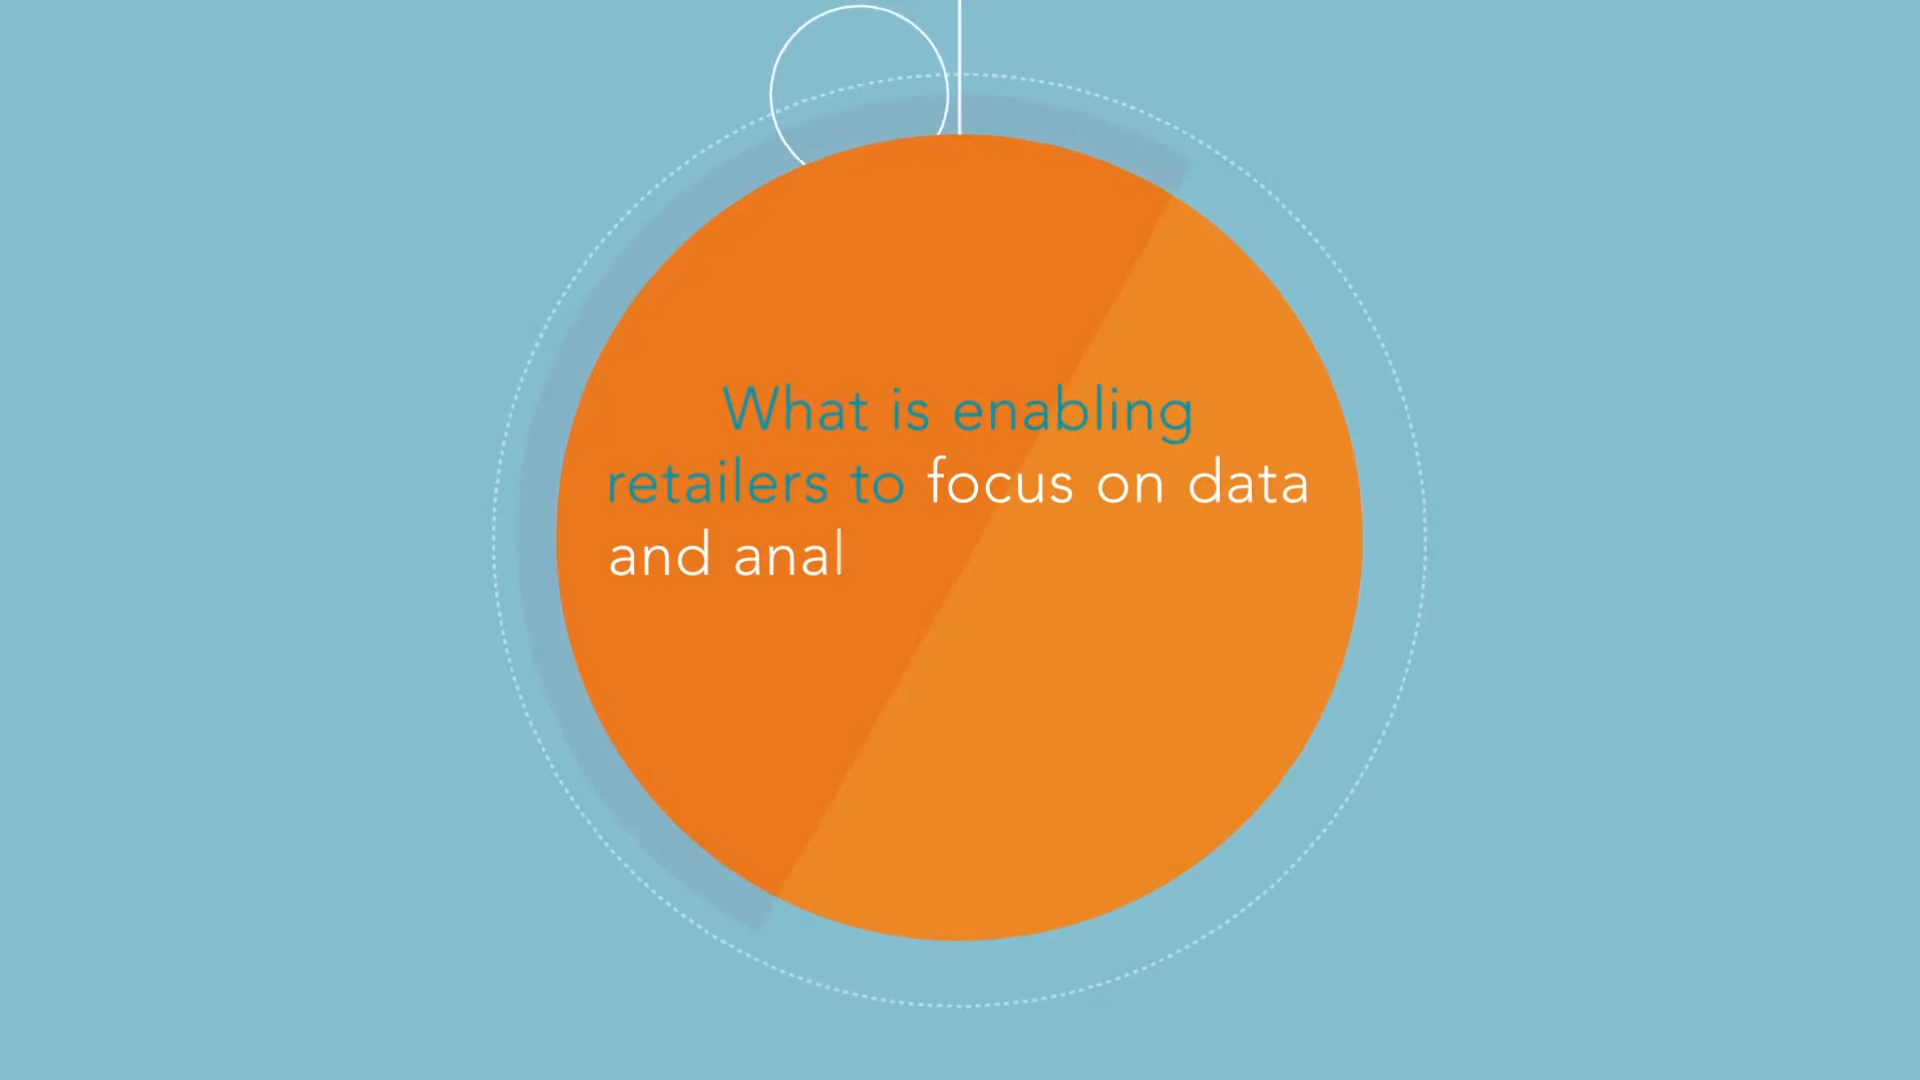 What is enabling
retailers to focus on data
and anal